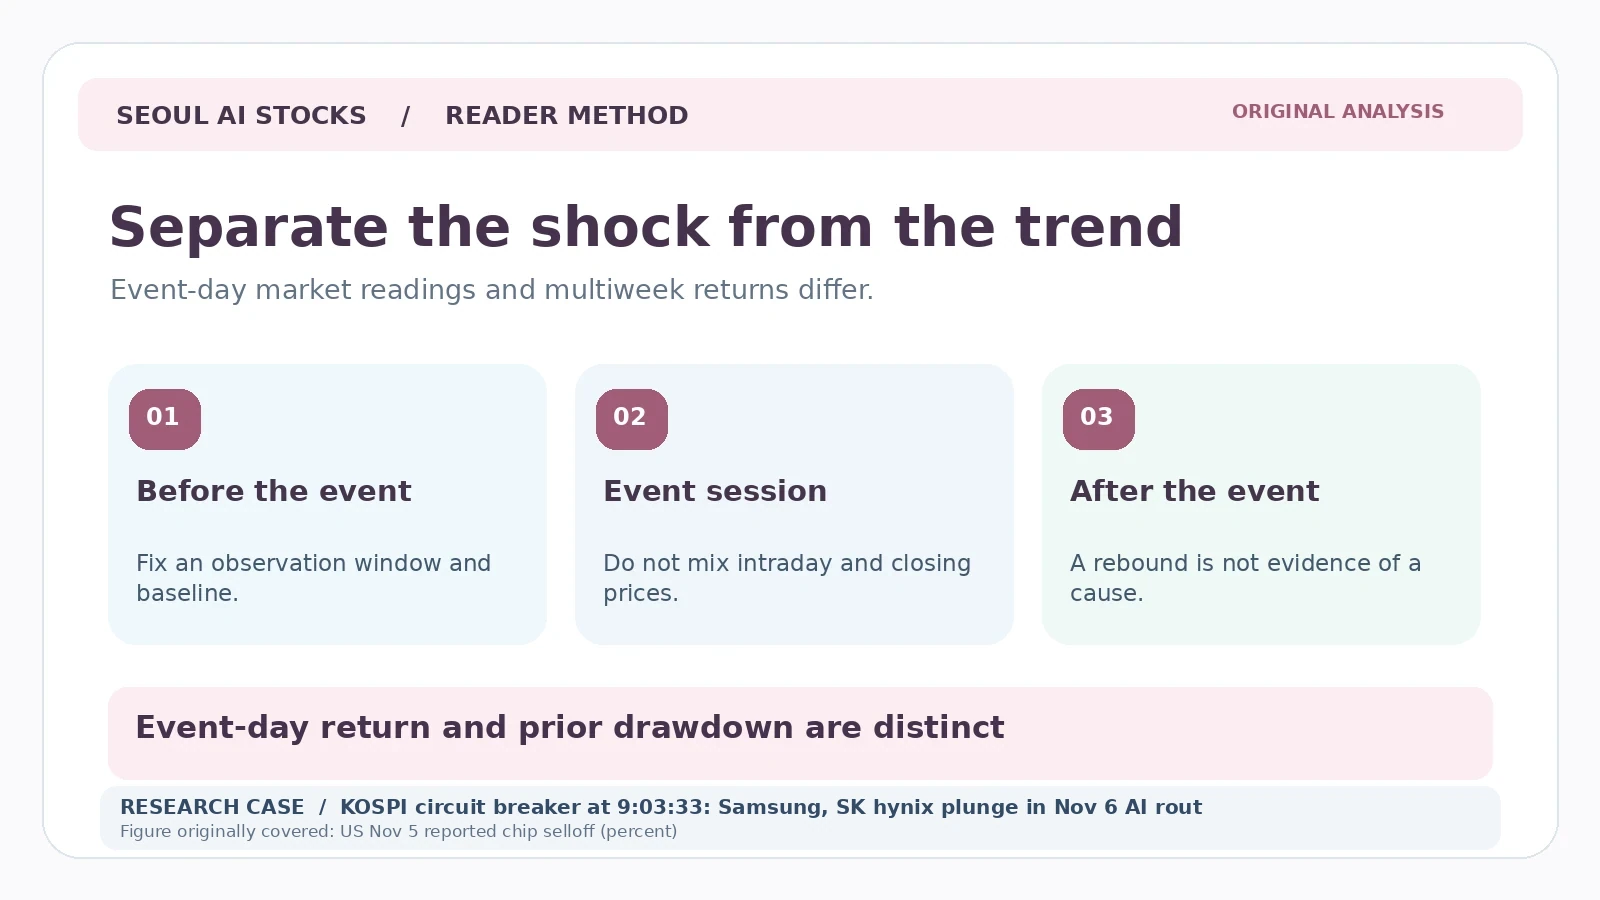 SEOUL AI STOCKS / READER METHOD
ORIGINAL ANALYSIS
Separate the shock from the trend
Event-day market readings and multiweek returns differ.
01
Before the event
Fix an observation window and
baseline.
02
Event session
Do not mix intraday and closing
prices.
03
After the event
A rebound is not evidence of a
cause.
Event-day return and prior drawdown are distinct
RESEARCH CASE / KOSPI circuit breaker at 9:03:33: Samsung, SK hynix plunge in Nov 6 AI rout
Figure originally covered: US Nov 5 reported chip selloff (percent)